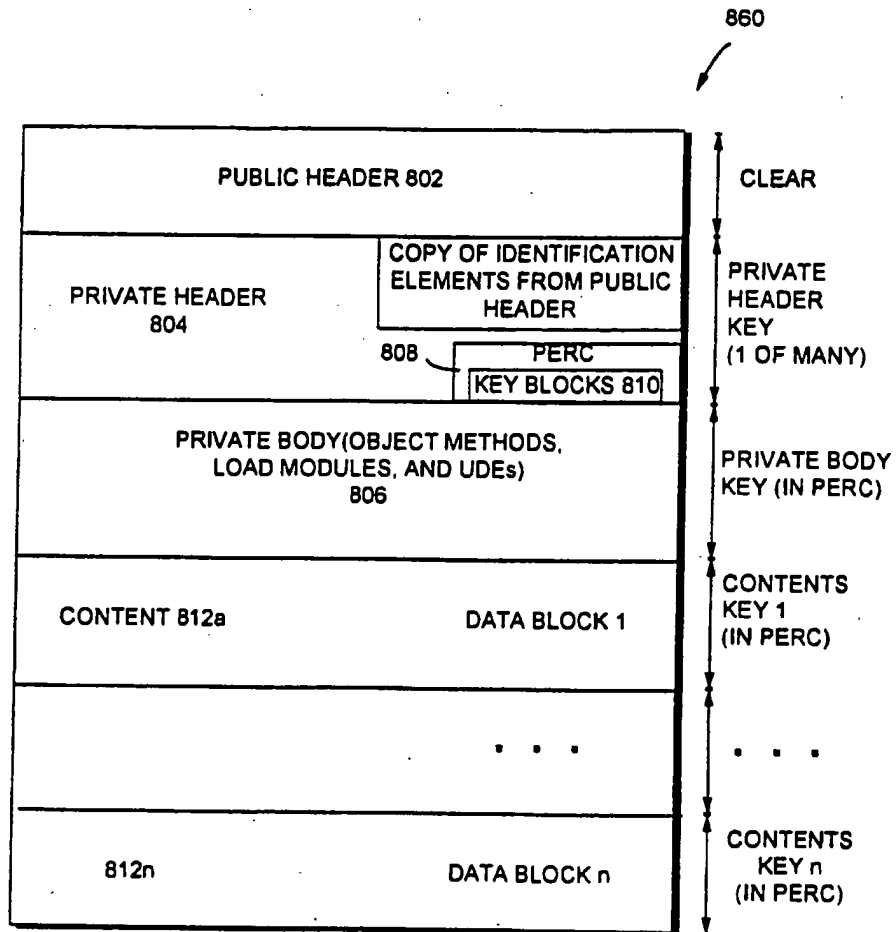 860
PUBLIC HEADER 802
CLEAR
PRIVATE HEADER
804
COPY OF IDENTIFICATION
ELEMENTS FROM PUBLIC
HEADER
808
PERC
KEY BLOCKS 810
PRIVATE
HEADER
KEY
(1 OF MANY)
PRIVATE BODY(OBJECT METHODS,
LOAD MODULES, AND UDEs)
806
PRIVATE BODY
KEY (IN PERC)
CONTENT 812a
DATA BLOCK 1
CONTENTS
KEY 1
(IN PERC)
. . .
. . .
812n
DATA BLOCK n
CONTENTS
KEY n
(IN PERC)